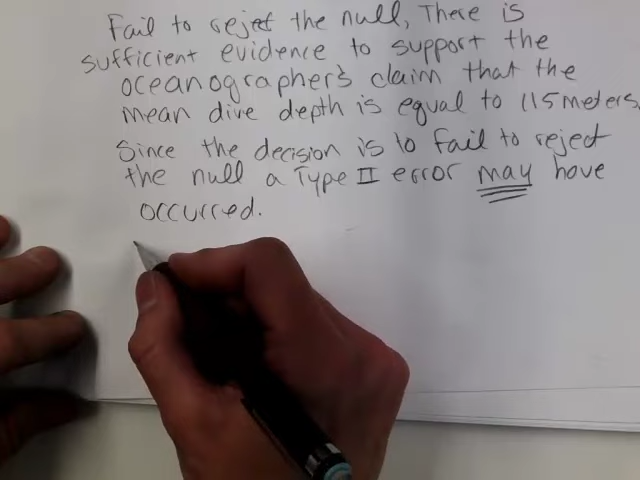 Fail to reject the null, There is
sufficient evidence to support the
oceanographer's claim that the
mean dive depth is equal to 115 meters.
Since the decision is to fail to reject
the null a Type II error may have
occurred.